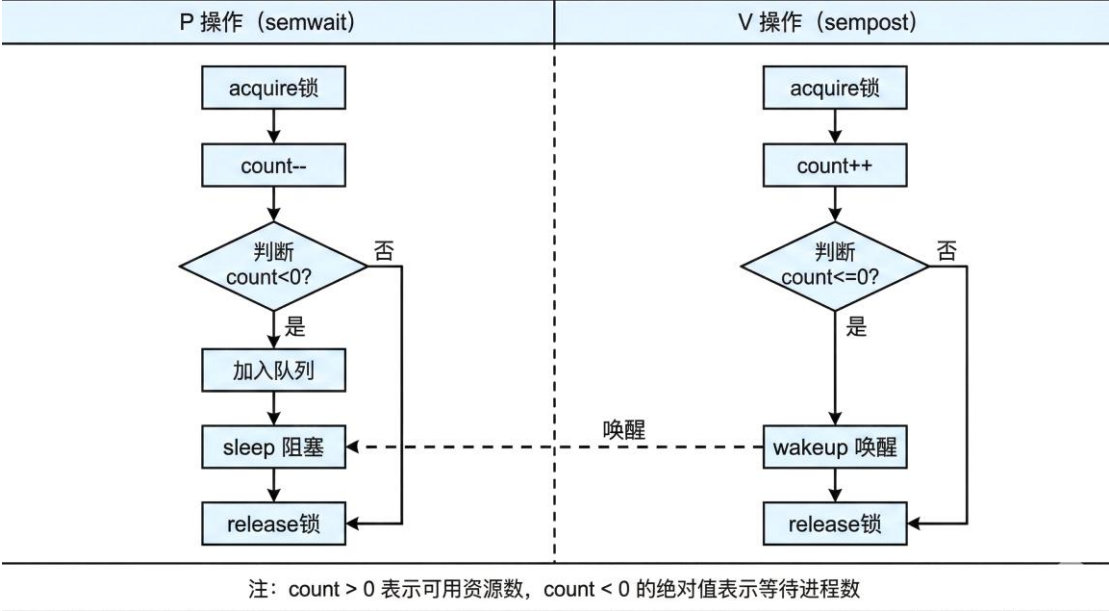 P 操作（semwait）
V 操作（sempost）
acquire锁
count--
判断
count<0?
否
是
加入队列
sleep 阻塞
release锁
acquire锁
count++
判断
count<=0?
否
是
唤醒
wakeup 唤醒
release锁
注：count > 0 表示可用资源数，count < 0 的绝对值表示等待进程数